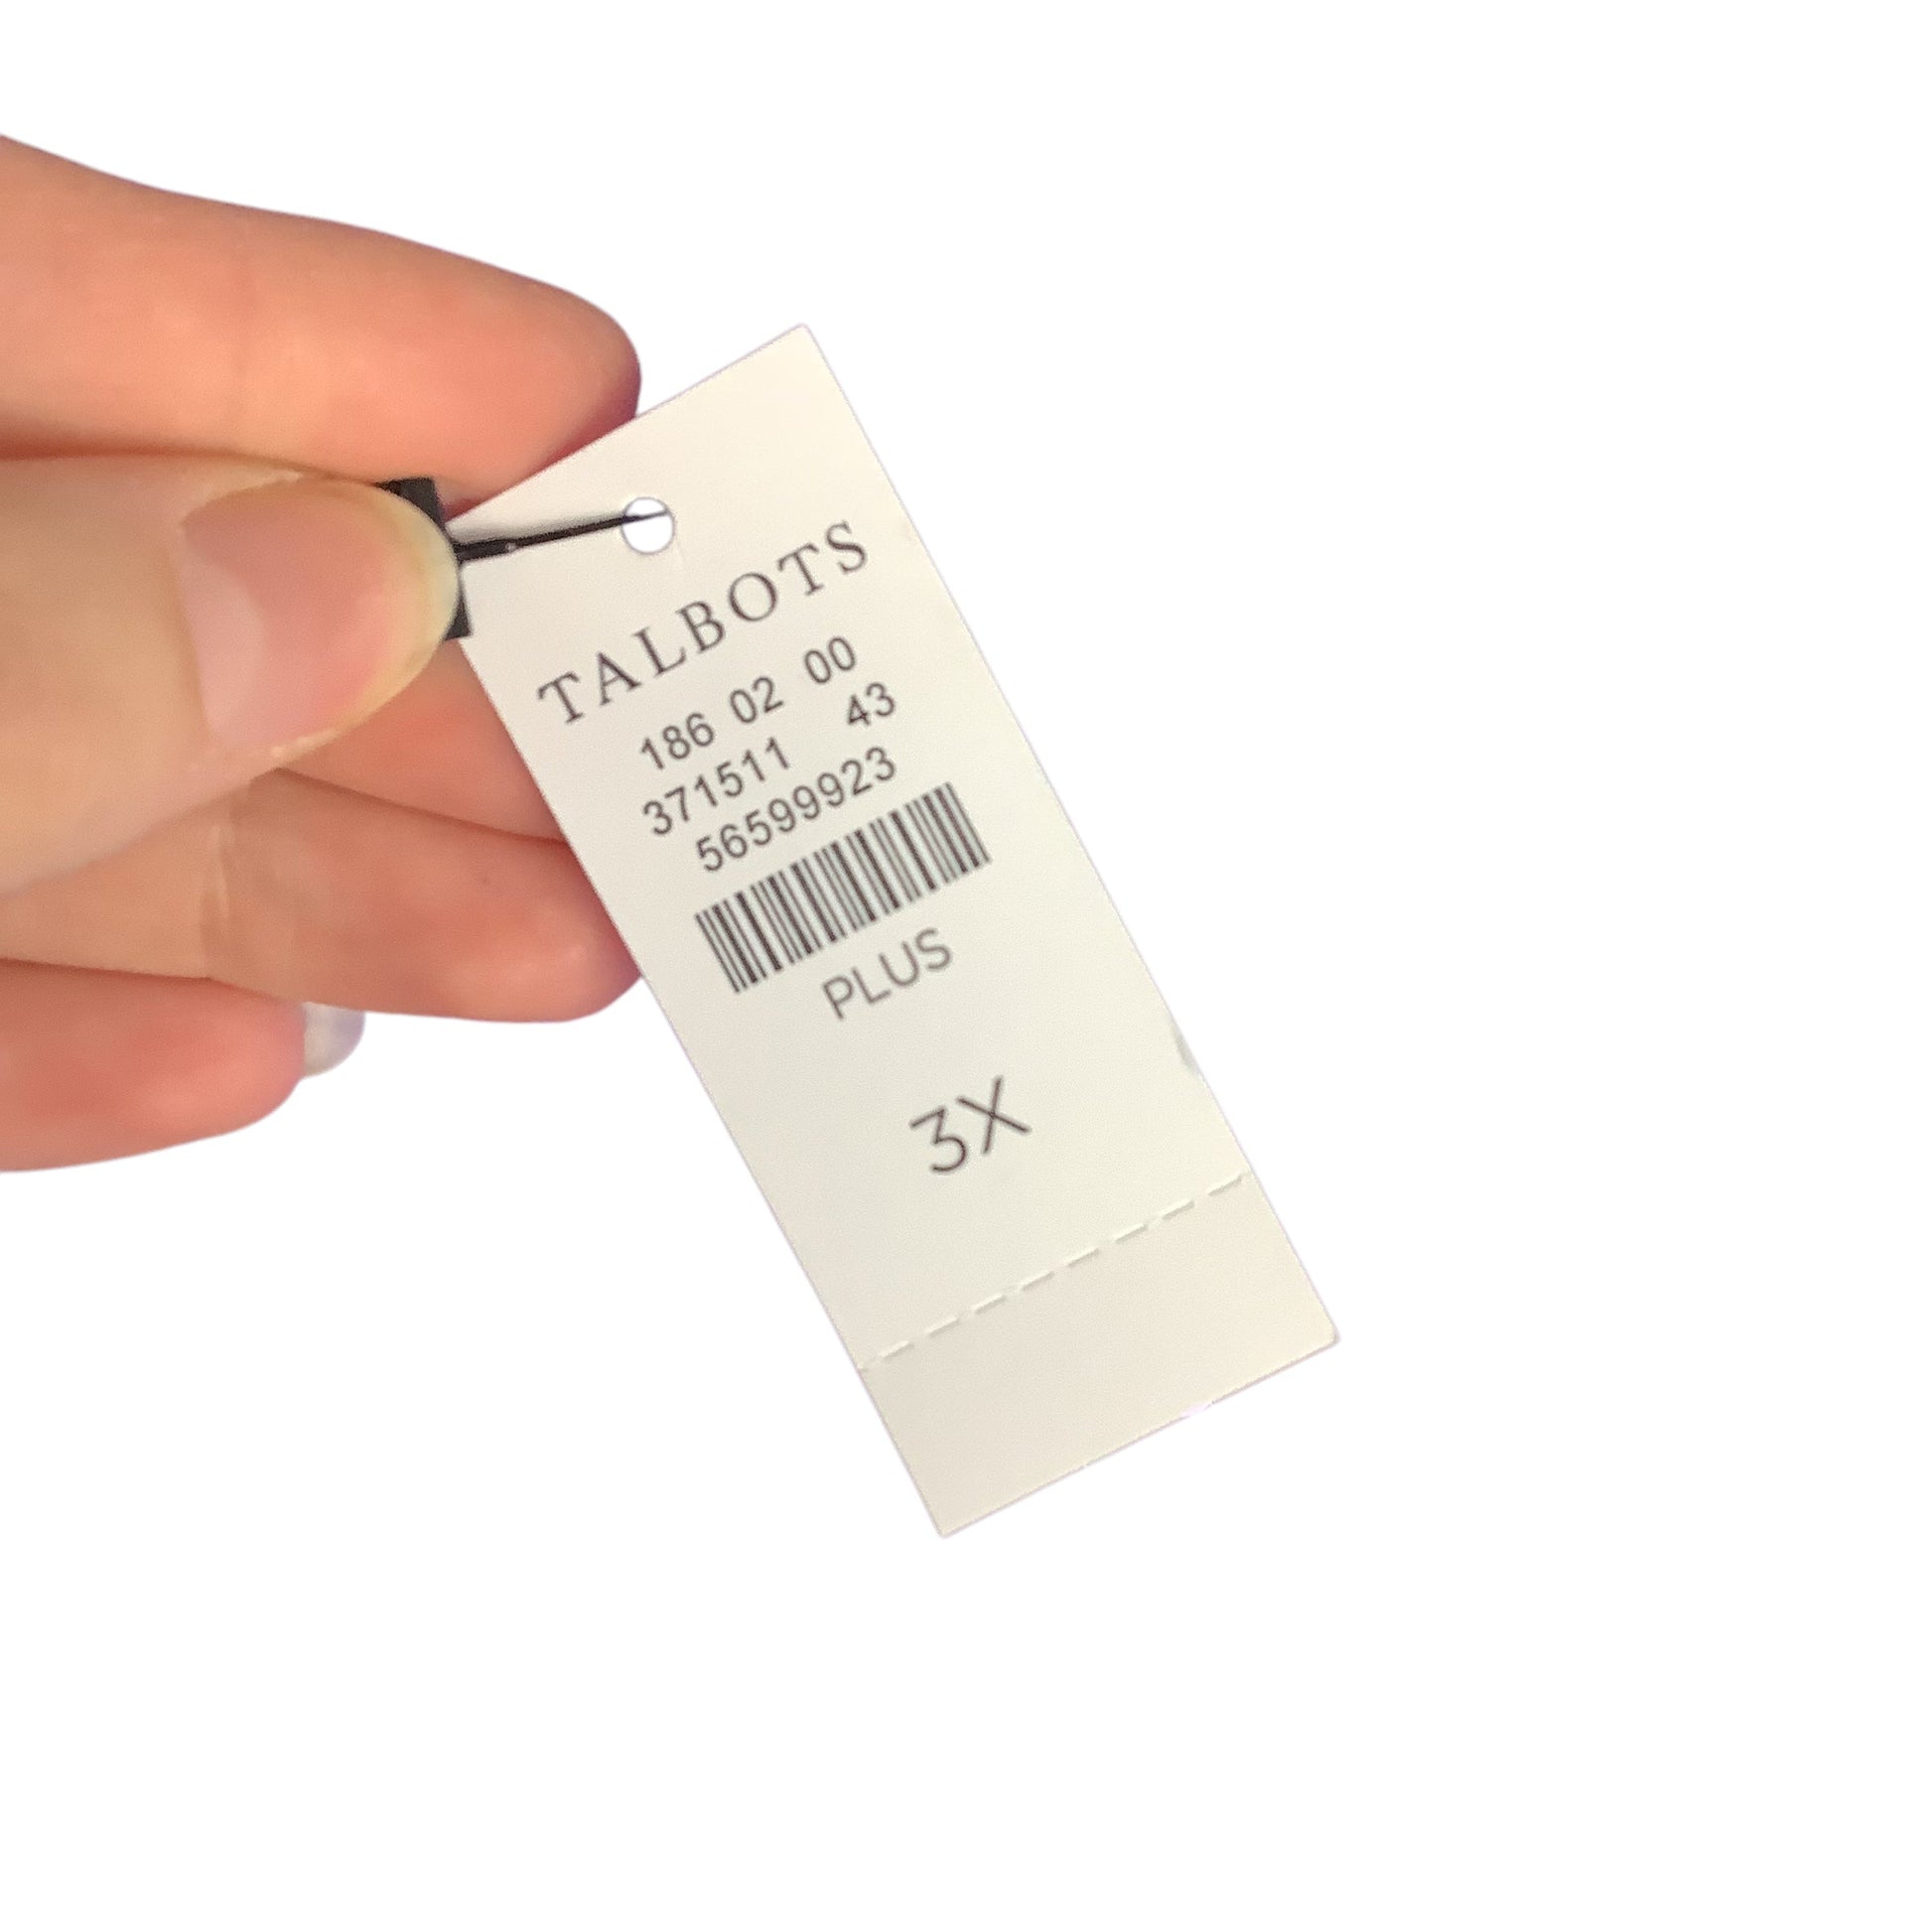 TALBOTS
186 02 00
371511 43
56599923
PLUS
3X